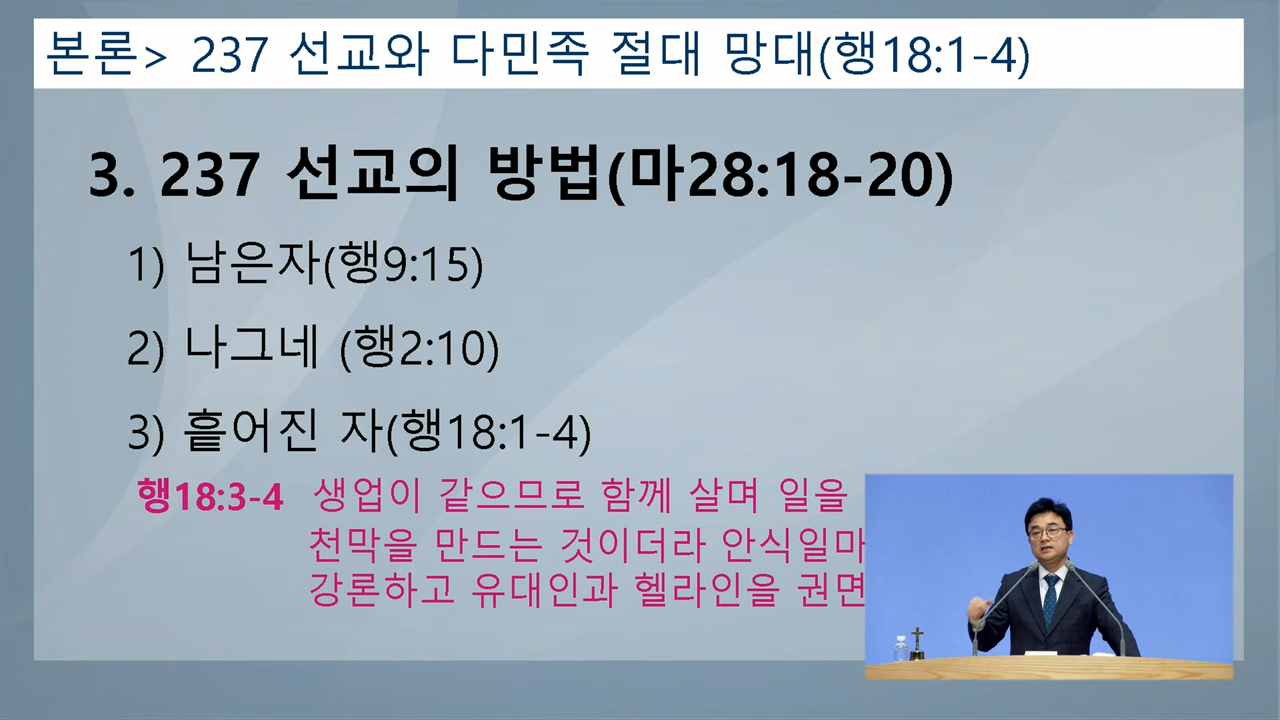 본론> 237 선교와 다민족 절대 망대(행18:1-4)
3. 237 선교의 방법(마28:18-20)
1) 남은자(행9:15)
2) 나그네 (행2:10)
3) 흩어진 자(행18:1-4)
행18:3-4 생업이 같으므로 함께 살며 일을
천막을 만드는 것이더라 안식일마
강론하고 유대인과 헬라인을 권면